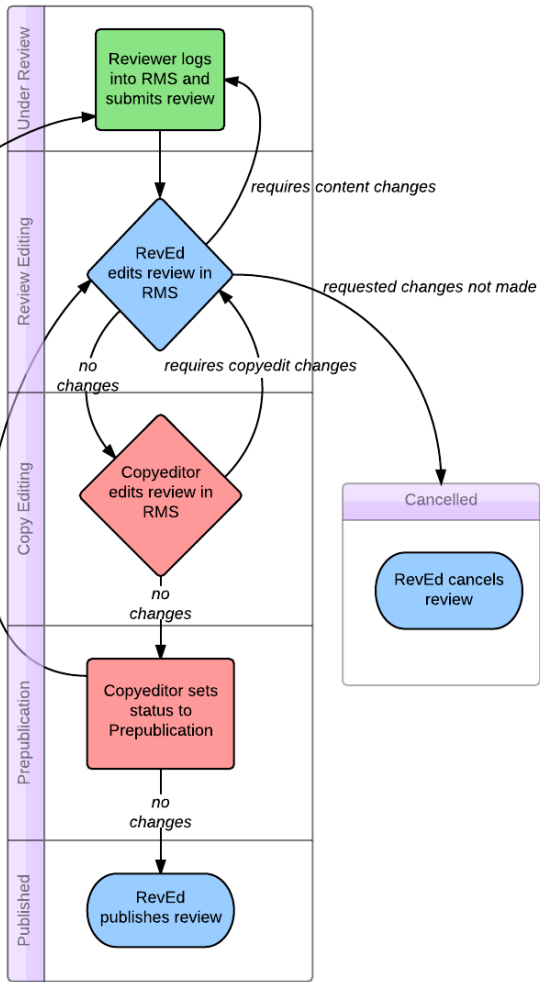 Under Review
Reviewer logs
into RMS and
submits review
requires content changes
Review Editing
RevEd
edits review in
RMS
requested changes not made
no
changes
requires copyedit changes
Copy Editing
Copyeditor
edits review in
RMS
Cancelled
RevEd cancels
review
no
changes
Prepublication
Copyeditor sets
status to
Prepublication
no
changes
Published
RevEd
publishes review